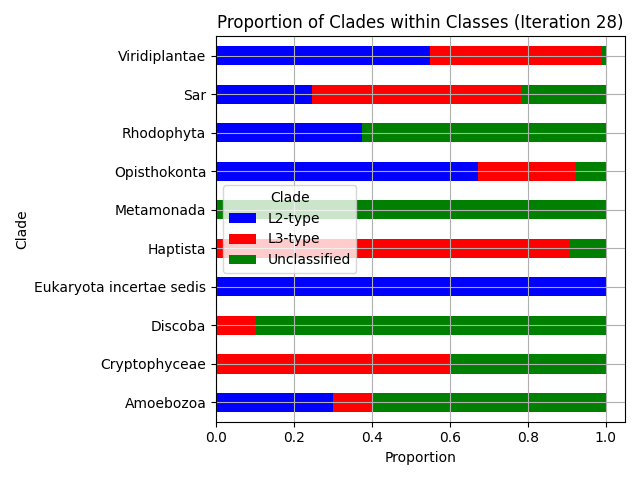 Proportion of Clades within Classes (Iteration 28)
Clade
Viridiplantae
Sar
Rhodophyta
Opisthokonta
Metamonada
Haptista
Eukaryota incertae sedis
Discoba
Cryptophyceae
Amoebozoa
Clade
L2-type
L3-type
Unclassified
0.0 0.2 0.4 0.6 0.8 1.0
Proportion